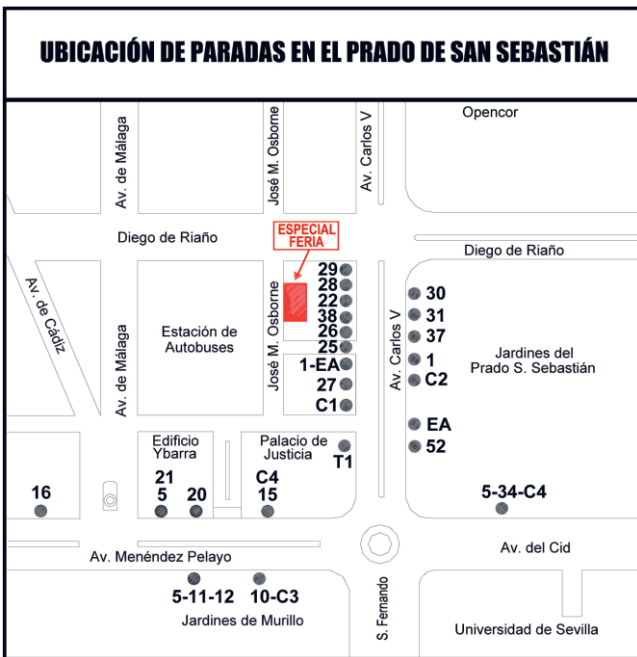 UBICACIÓN DE PARADAS EN EL PRADO DE SAN SEBASTIÁN
Opencor
Av. de Málaga
José M. Osborne
Av. Carlos V
Diego de Riaño
ESPECIAL
FERIA
Diego de Riaño
Av. de Cádiz
Av. de Málaga
Estación de
Autobuses
José M. Osborne
29
28
22
38
26
25
1-EA
27
C1
Av. Carlos V
30
31
37
1
C2
EA
52
Jardines del
Prado S. Sebastián
Edificio
Ybarra
Palacio de
Justicia
T1
16
21
5
20
C4
15
5-34-C4
Av. Menéndez Pelayo
Av. del Cid
5-11-12
10-C3
Jardines de Murillo
S. Fernando
Universidad de Sevilla